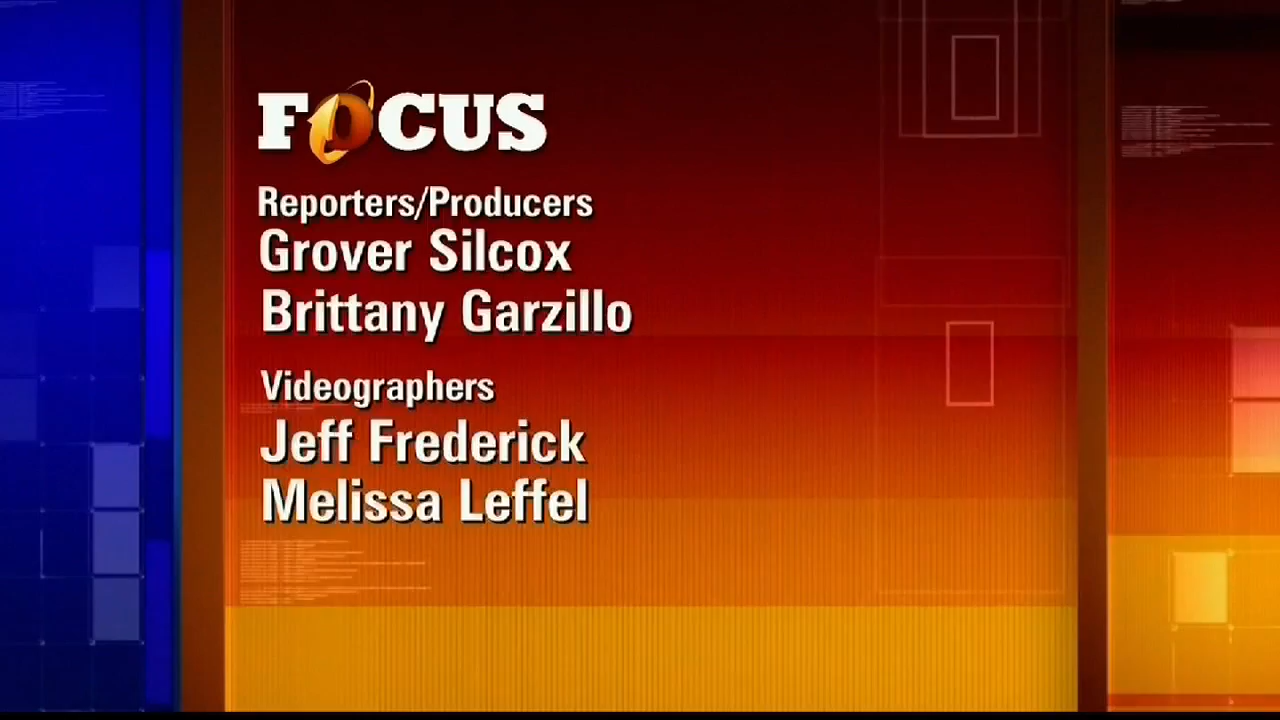 FOCUS
Reporters/Producers
Grover Silcox
Brittany Garzillo
Videographers
Jeff Frederick
Melissa Leffel